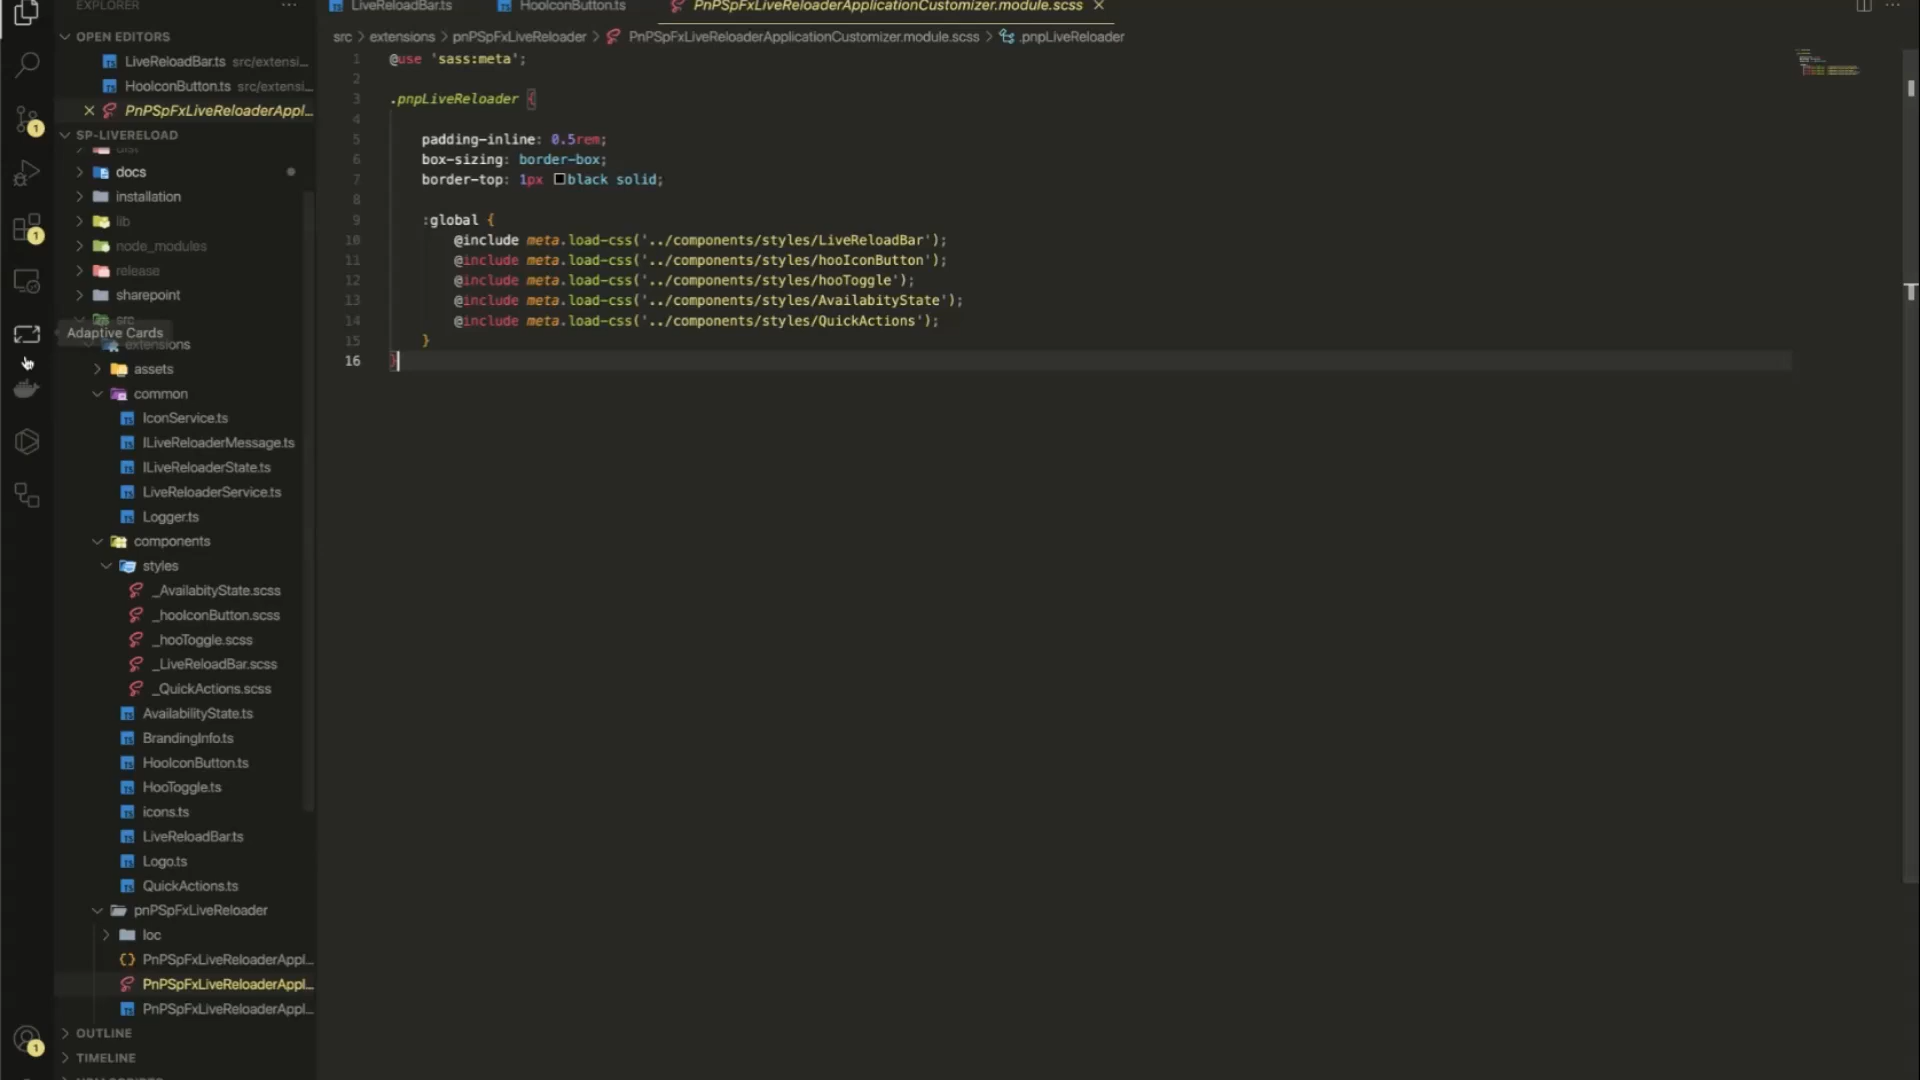 EXPLORER
LiveReloadBar.ts
HooIconButton.ts
PnPSpFxLiveReloaderApplicationCustomizer.module.scss
OPEN EDITORS
LiveReloadBar.ts src/extensi...
HooIconButton.ts src/extensi...
PnPSpFxLiveReloaderAppl...
SP-LIVERELOAD
dist
docs
installation
lib
node_modules
release
sharepoint
src
Adaptive Cards
extensions
assets
common
IconService.ts
ILiveReloaderMessage.ts
ILiveReloaderState.ts
LiveReloaderService.ts
Logger.ts
components
styles
_AvailabityState.scss
_hooIconButton.scss
_hooToggle.scss
_LiveReloadBar.scss
_QuickActions.scss
AvailabilityState.ts
BrandingInfo.ts
HooIconButton.ts
HooToggle.ts
icons.ts
LiveReloadBar.ts
Logo.ts
QuickActions.ts
pnPSpFxLiveReloader
loc
PnPSpFxLiveReloaderAppl...
PnPSpFxLiveReloaderAppl...
PnPSpFxLiveReloaderAppl...
OUTLINE
TIMELINE
NPM SCRIPTS
1
1
1
src > extensions > pnPSpFxLiveReloader > PnPSpFxLiveReloaderApplicationCustomizer.module.scss > .pnpLiveReloader
1 @use 'sass:meta';
2
3 .pnpLiveReloader {
4
5 padding-inline: 0.5rem;
6 box-sizing: border-box;
7 border-top: 1px black solid;
8
9 :global {
10 @include meta.load-css('../components/styles/LiveReloadBar');
11 @include meta.load-css('../components/styles/hooIconButton');
12 @include meta.load-css('../components/styles/hooToggle');
13 @include meta.load-css('../components/styles/AvailabityState');
14 @include meta.load-css('../components/styles/QuickActions');
15 }
16 }